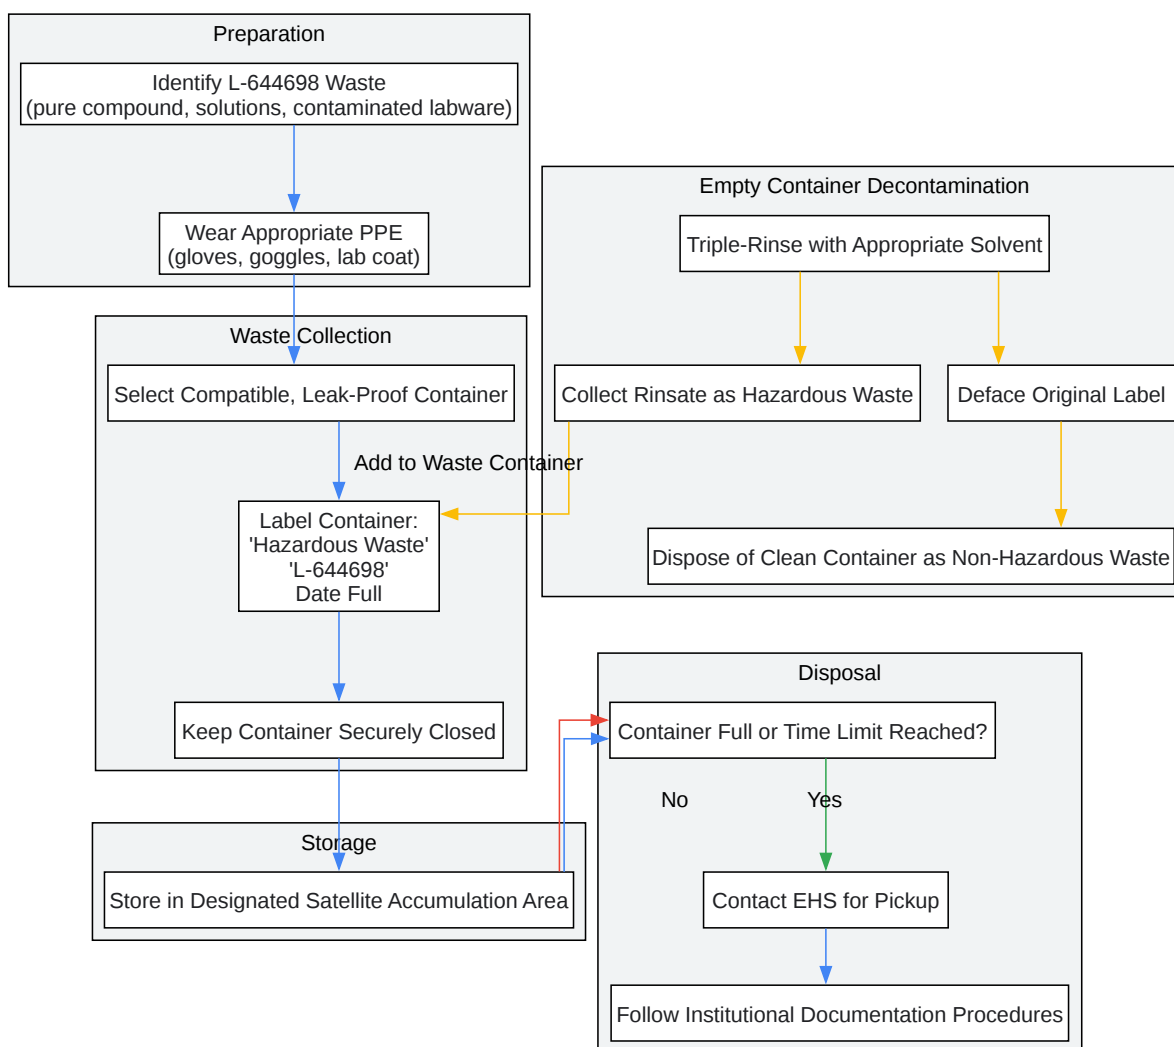 Preparation
Identify L-644698 Waste
(pure compound, solutions, contaminated labware)
Wear Appropriate PPE
(gloves, goggles, lab coat)
Waste Collection
Select Compatible, Leak-Proof Container
Add to Waste Container
Label Container:
'Hazardous Waste'
'L-644698'
Date Full
Keep Container Securely Closed
Storage
Store in Designated Satellite Accumulation Area
Empty Container Decontamination
Triple-Rinse with Appropriate Solvent
Collect Rinsate as Hazardous Waste
Deface Original Label
Dispose of Clean Container as Non-Hazardous Waste
Disposal
Container Full or Time Limit Reached?
No
Yes
Contact EHS for Pickup
Follow Institutional Documentation Procedures